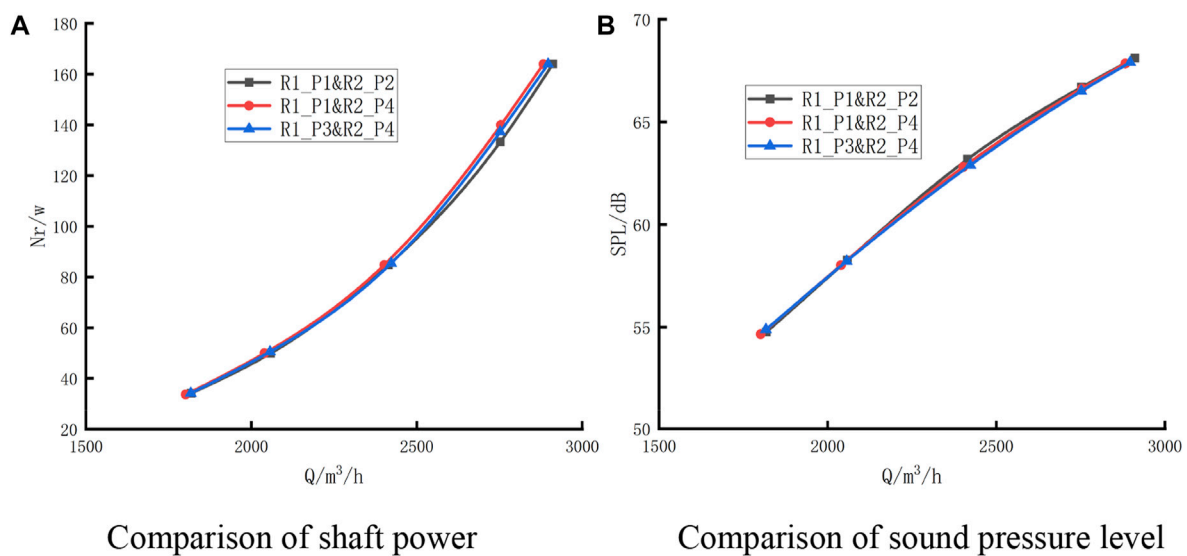 A
180
160
140
120
100
80
60
40
20
Nr/w
R1_P1&R2_P2
R1_P1&R2_P4
R1_P3&R2_P4
1500 2000 2500 3000
Q/m³/h
Comparison of shaft power
B
70
65
60
55
50
SPL/dB
R1_P1&R2_P2
R1_P1&R2_P4
R1_P3&R2_P4
1500 2000 2500 3000
Q/m³/h
Comparison of sound pressure level